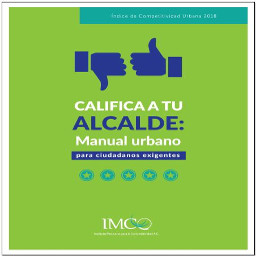 Índice de Competitividad Urbana 2018
CALIFICA A TU
ALCALDE:
Manual urbano
para ciudadanos exigentes
IMCO